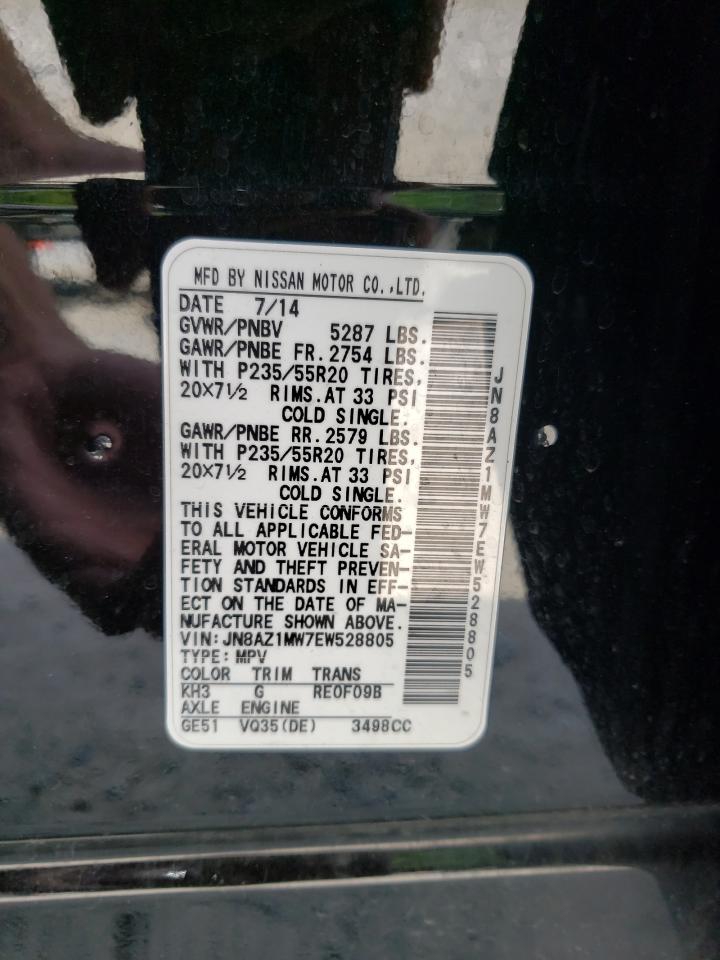 MFD BY NISSAN MOTOR CO.,LTD.
DATE 7/14
GVWR/PNBV 5287 LBS.
GAWR/PNBE FR. 2754 LBS.
WITH P235/55R20 TIRES,
20×7½ RIMS.AT 33 PSI
COLD SINGLE.
GAWR/PNBE RR. 2579 LBS.
WITH P235/55R20 TIRES,
20×7½ RIMS.AT 33 PSI
COLD SINGLE.
THIS VEHICLE CONFORMS
TO ALL APPLICABLE FED-
ERAL MOTOR VEHICLE SA-
FETY AND THEFT PREVEN-
TION STANDARDS IN EFF-
ECT ON THE DATE OF MA-
NUFACTURE SHOWN ABOVE.
VIN: JN8AZ1MW7EW528805
TYPE: MPV
COLOR TRIM TRANS
KH3 G RE0F09B
AXLE ENGINE
GE51 VQ35(DE) 3498CC
JN8AZ1MW7EW528805